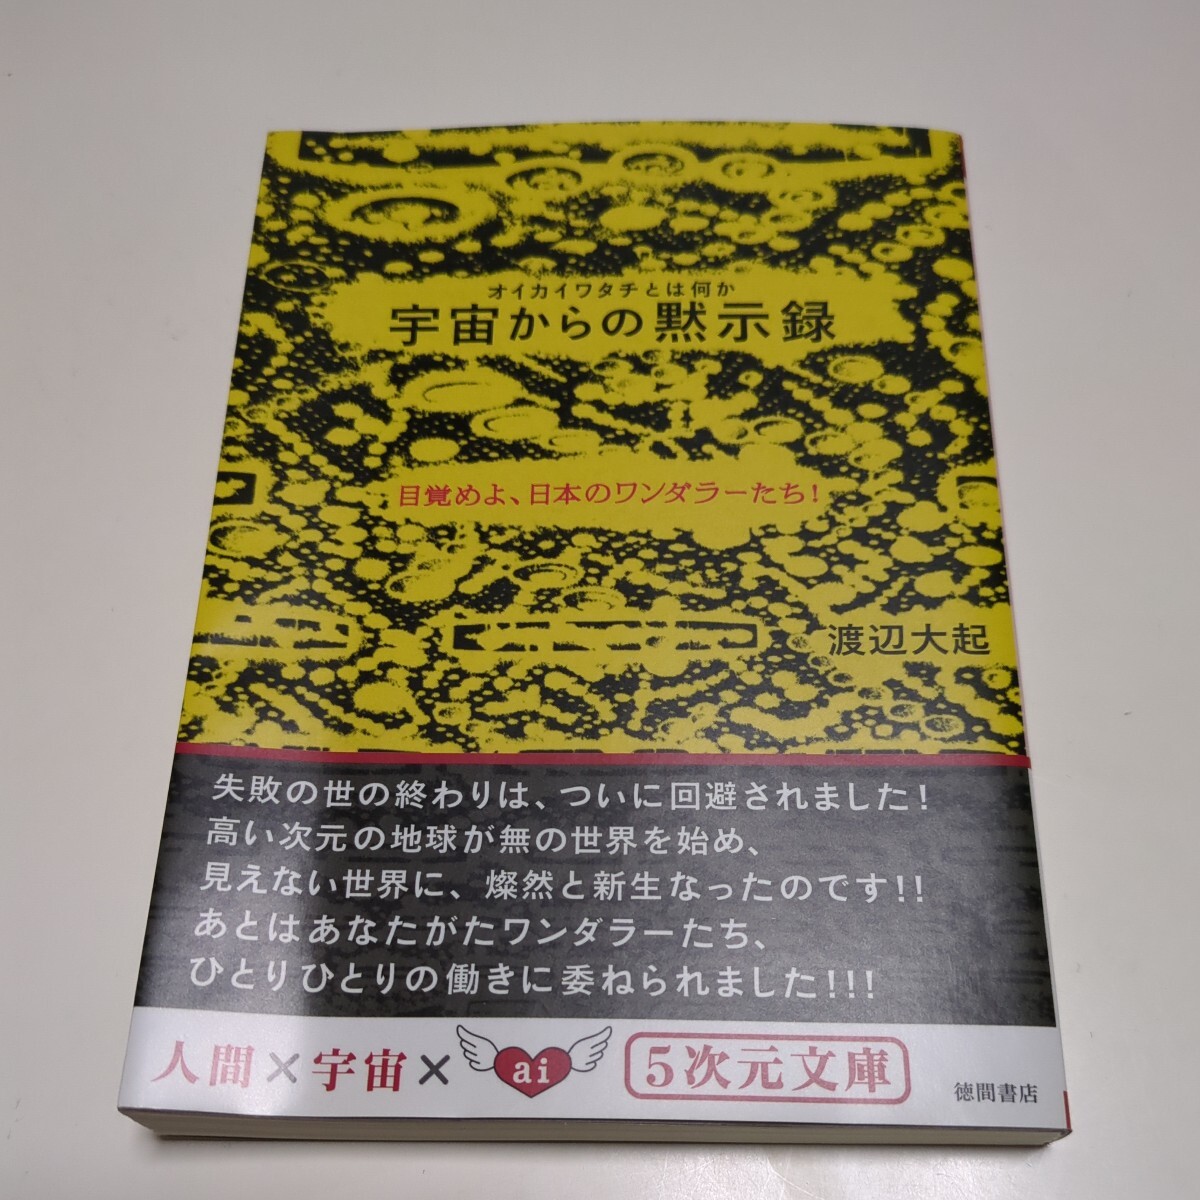 オイカイワタチとは何か
宇宙からの黙示録
目覚めよ、日本のワンダラーたち!
渡辺大起
失敗の世の終わりは、ついに回避されました!
高い次元の地球が無の世界を始め、
見えない世界に、燦然と新生なったのです!!
あとはあなたがたワンダラーたち、
ひとりひとりの働きに委ねられました!!!
人間×宇宙×ai 5次元文庫
徳間書店